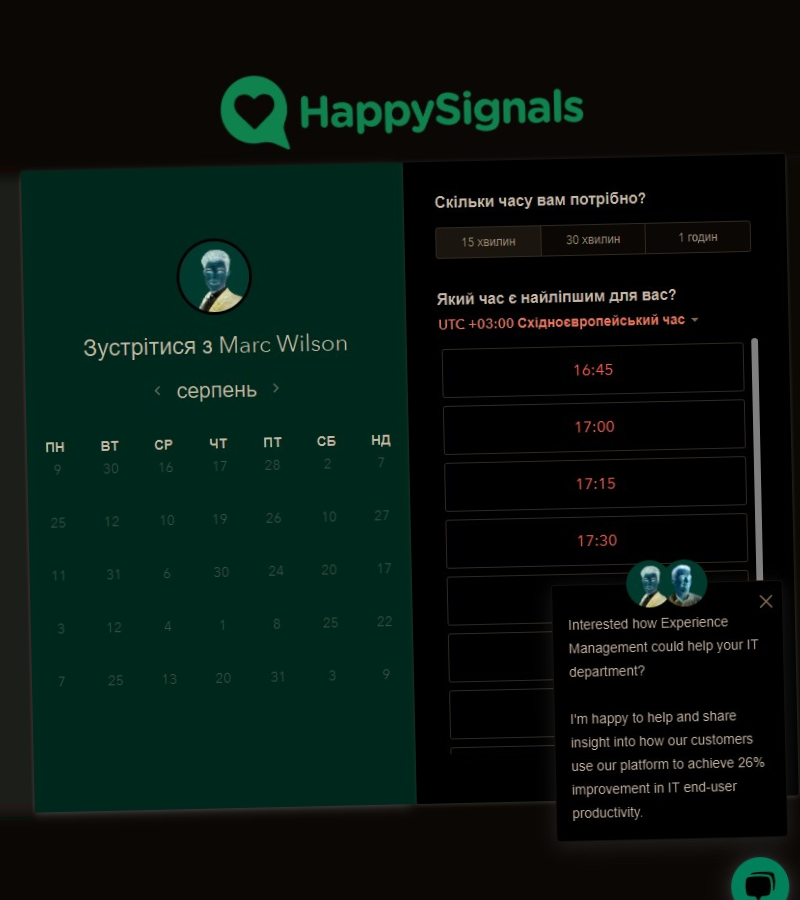 HappySignals
Зустрітися з Marc Wilson
серпень
ПН ВТ СР ЧТ ПТ СБ НД
9 30 16 17 28 2 7
25 12 10 19 26 10 27
11 31 6 30 24 20 17
3 12 4 1 8 25 22
7 25 13 20 31 3 9
Скільки часу вам потрібно?
15 хвилин 30 хвилин 1 годин
Який час є найліпшим для вас?
UTC +03:00 Східноєвропейський час
16:45
17:00
17:15
17:30
Interested how Experience
Management could help your IT
department?
I'm happy to help and share
insight into how our customers
use our platform to achieve 26%
improvement in IT end-user
productivity.